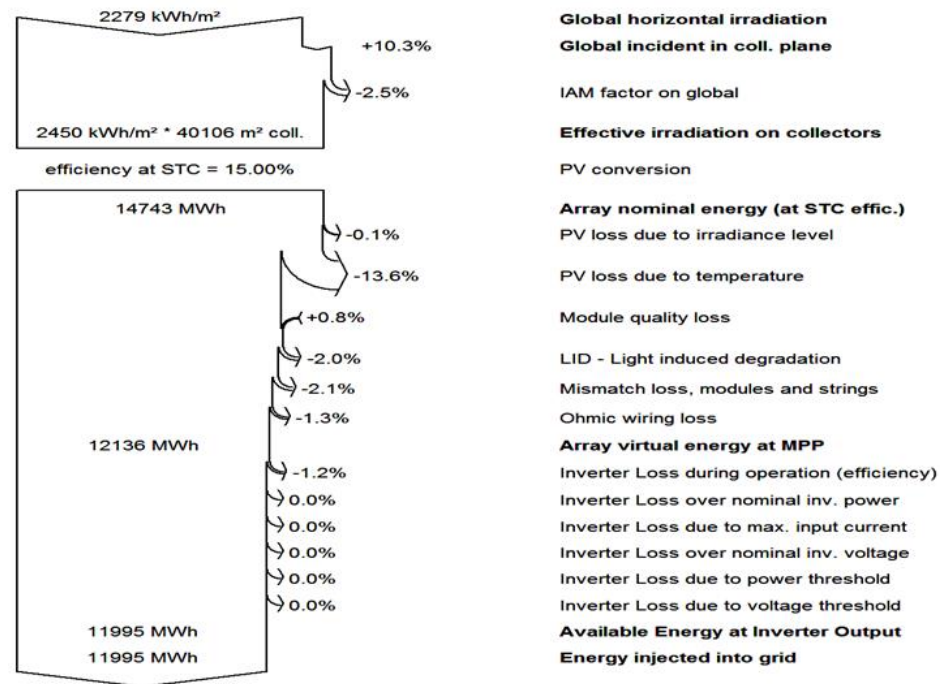 2279 kWh/m² Global horizontal irradiation
+10.3% Global incident in coll. plane
-2.5% IAM factor on global
2450 kWh/m² * 40106 m² coll. Effective irradiation on collectors
efficiency at STC = 15.00% PV conversion
14743 MWh Array nominal energy (at STC effic.)
-0.1% PV loss due to irradiance level
-13.6% PV loss due to temperature
+0.8% Module quality loss
-2.0% LID - Light induced degradation
-2.1% Mismatch loss, modules and strings
-1.3% Ohmic wiring loss
12136 MWh Array virtual energy at MPP
-1.2% Inverter Loss during operation (efficiency)
0.0% Inverter Loss over nominal inv. power
0.0% Inverter Loss due to max. input current
0.0% Inverter Loss over nominal inv. voltage
0.0% Inverter Loss due to power threshold
0.0% Inverter Loss due to voltage threshold
11995 MWh Available Energy at Inverter Output
11995 MWh Energy injected into grid